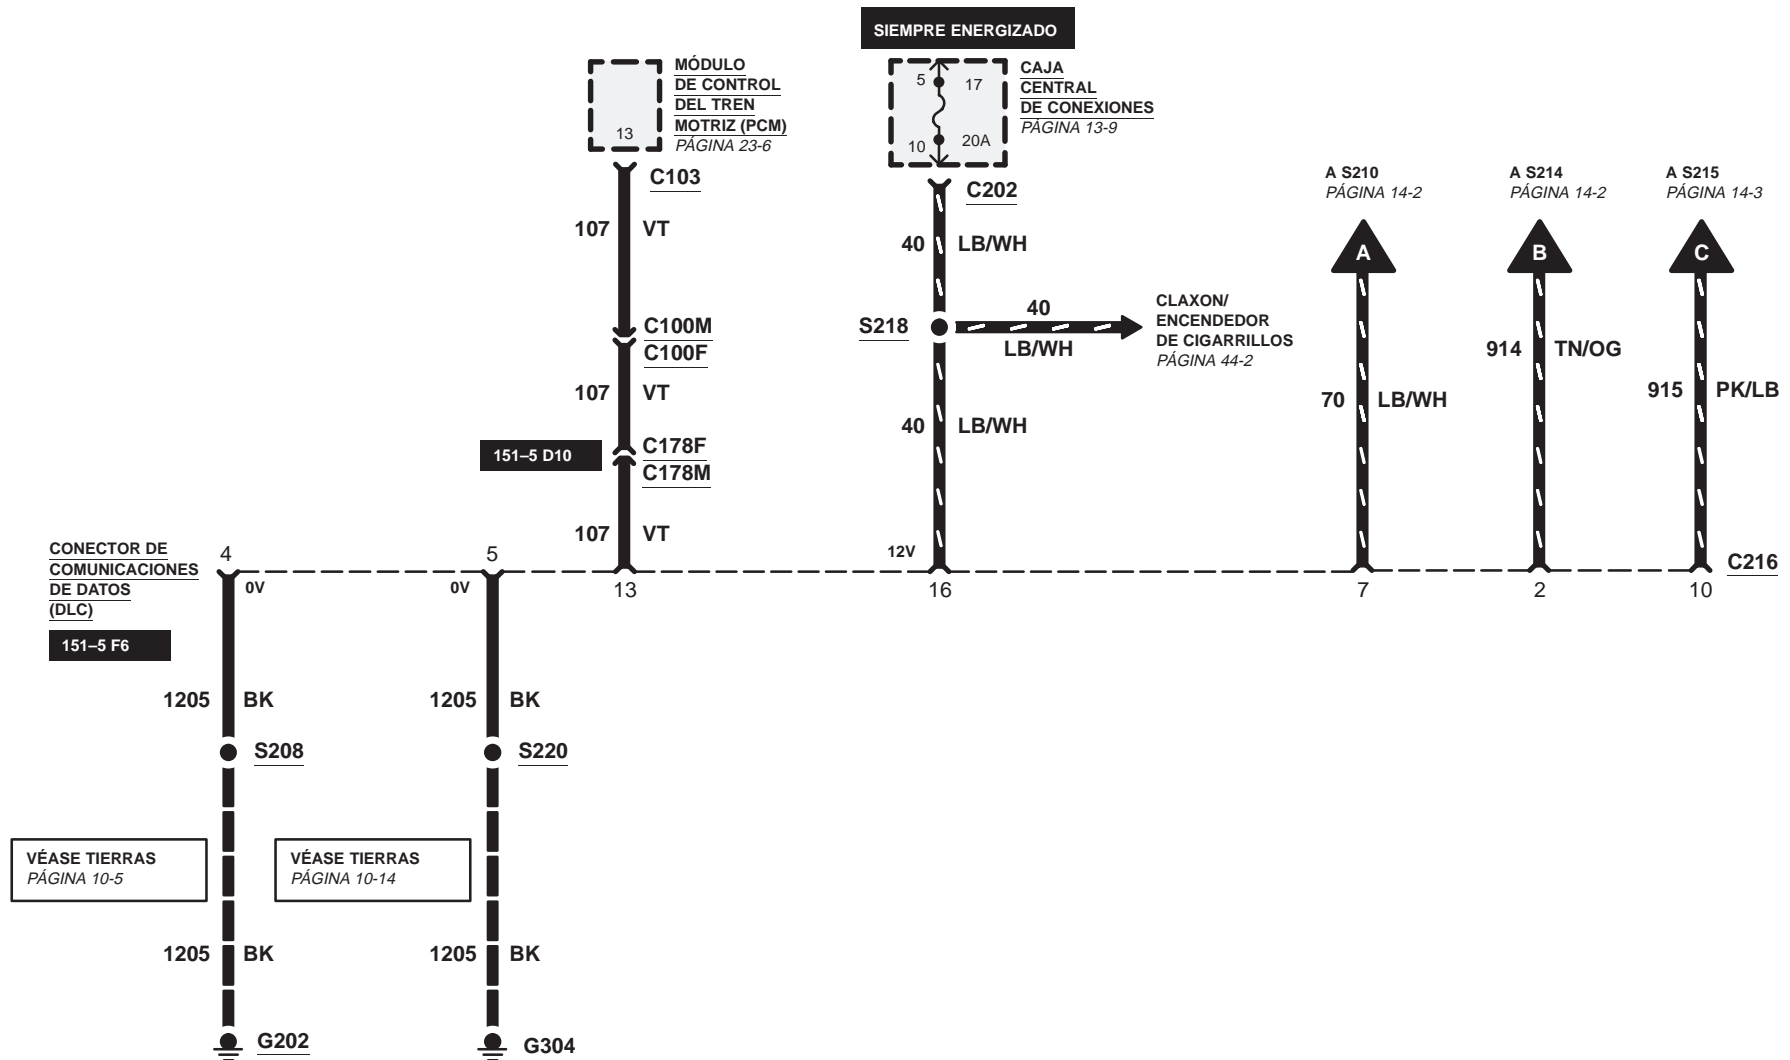 SIEMPRE ENERGIZADO
MÓDULO
DE CONTROL
DEL TREN
MOTRIZ (PCM)
PÁGINA 23-6
13
C103
107 VT
C100M
C100F
107 VT
151–5 D10
C178F
C178M
107 VT
5 17
10 20A
CAJA
CENTRAL
DE CONEXIONES
PÁGINA 13-9
C202
40 LB/WH
S218
40
LB/WH
CLAXON/
ENCENDEDOR
DE CIGARRILLOS
PÁGINA 44-2
40 LB/WH
12V
A S210
PÁGINA 14-2
A
70 LB/WH
A S214
PÁGINA 14-2
B
914 TN/OG
A S215
PÁGINA 14-3
C
915 PK/LB
CONECTOR DE
COMUNICACIONES
DE DATOS
(DLC)
151–5 F6
4
0V
5
0V
13
16
7
2
10
C216
1205 BK
S208
VÉASE TIERRAS
PÁGINA 10-5
1205 BK
G202
1205 BK
S220
VÉASE TIERRAS
PÁGINA 10-14
1205 BK
G304